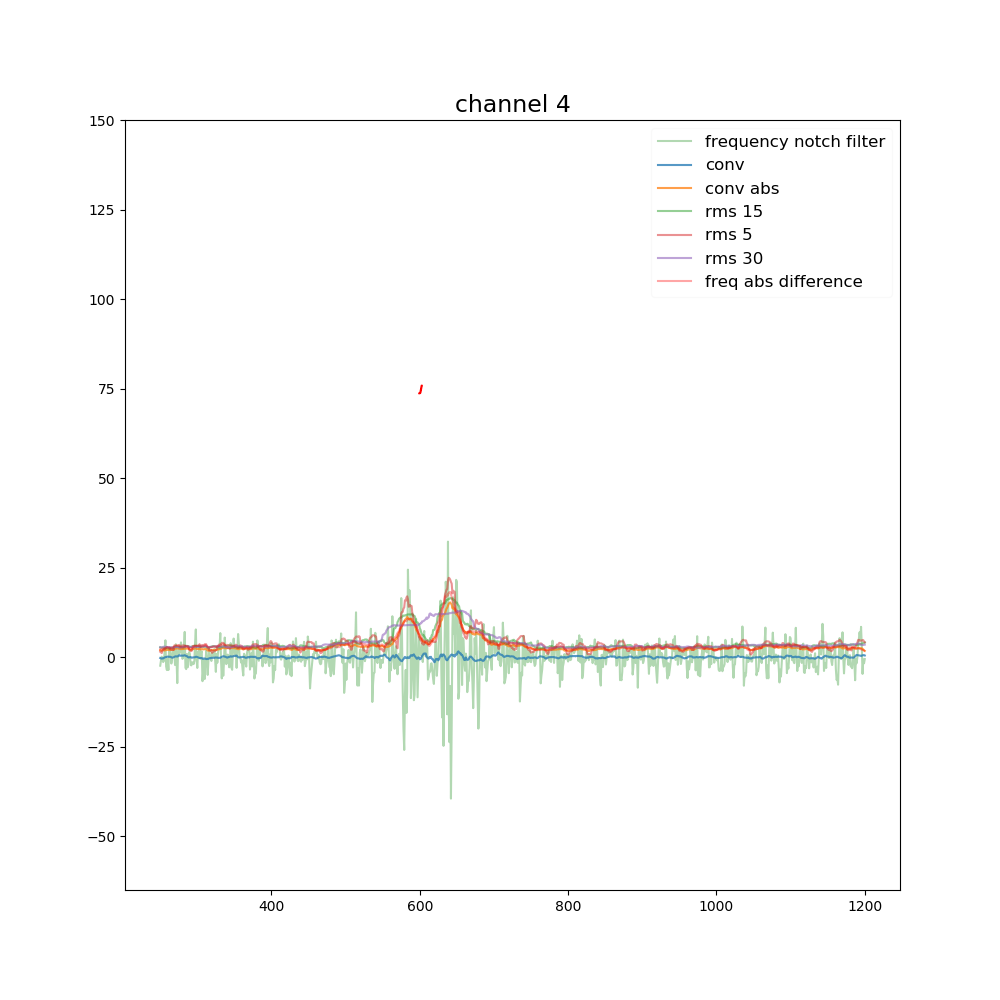 channel 4
150
125
100
75
50
25
0
−25
−50
400 600 800 1000 1200
frequency notch filter
conv
conv abs
rms 15
rms 5
rms 30
freq abs difference